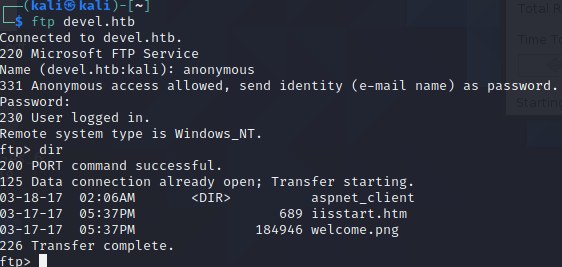 (kali㉿kali)-[~]
$ ftp devel.htb
Connected to devel.htb.
220 Microsoft FTP Service
Name (devel.htb:kali): anonymous
331 Anonymous access allowed, send identity (e-mail name) as password.
Password:
230 User logged in.
Remote system type is Windows_NT.
ftp> dir
200 PORT command successful.
125 Data connection already open; Transfer starting.
03-18-17  02:06AM       <DIR>          aspnet_client
03-17-17  05:37PM                  689 iisstart.htm
03-17-17  05:37PM               184946 welcome.png
226 Transfer complete.
ftp>
Total R
Time To
Starting